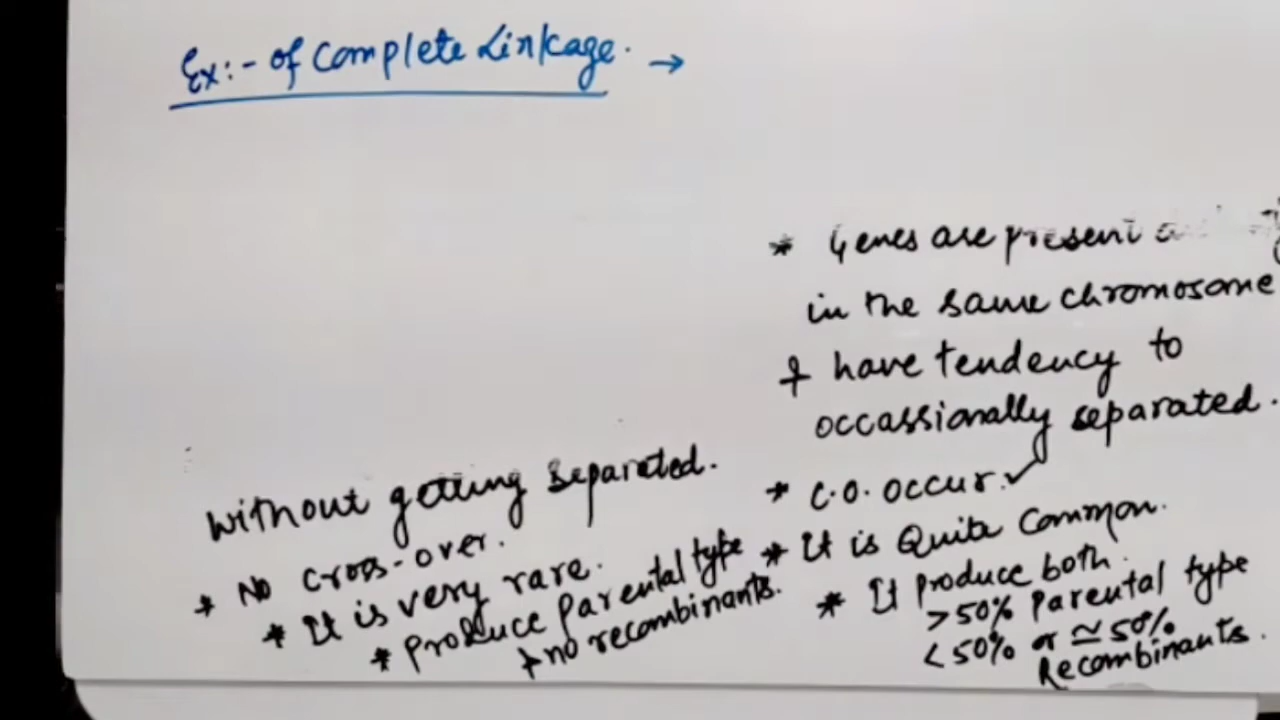 Ex:- of Complete Linkage. →
without getting separated.
* No cross-over.
* It is very rare.
* Produce Parental type
+ no recombinants.
* Genes are present
in the same chromosome
& have tendency to
occassionally separated.
* C.O. occur. ✓
* It is Quite Common.
* It produce both
>50% Parental type
<50% or ≃50%
Recombinants.